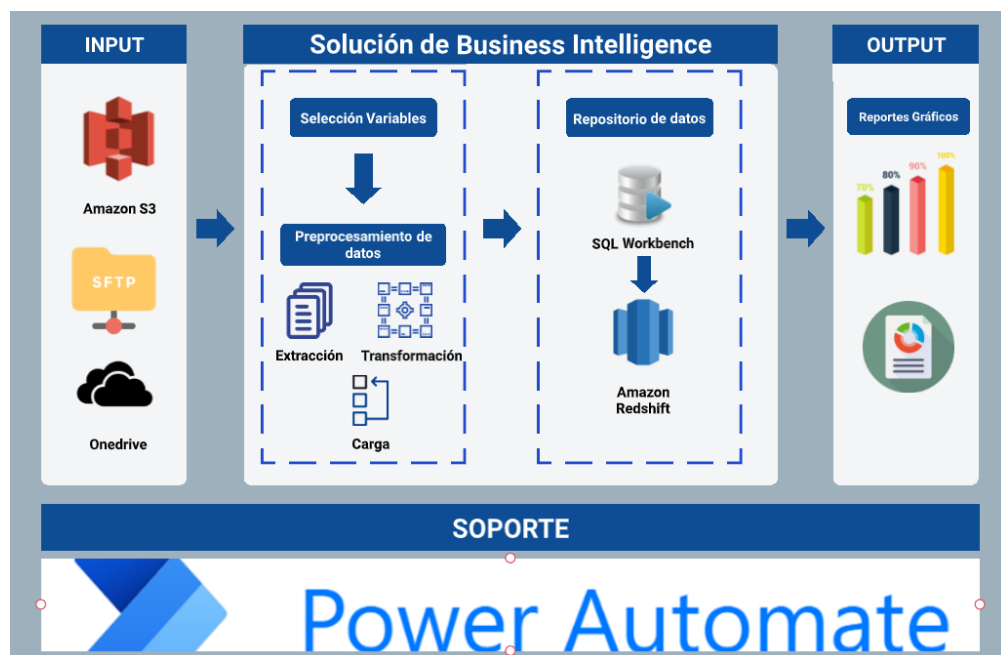 INPUT
Amazon S3
SFTP
Onedrive
Solución de Business Intelligence
Selección Variables
Preprocesamiento de
datos
Extracción
Transformación
Carga
Repositorio de datos
SQL Workbench
Amazon
Redshift
OUTPUT
Reportes Gráficos
70%
80%
90%
100%
SOPORTE
Power Automate